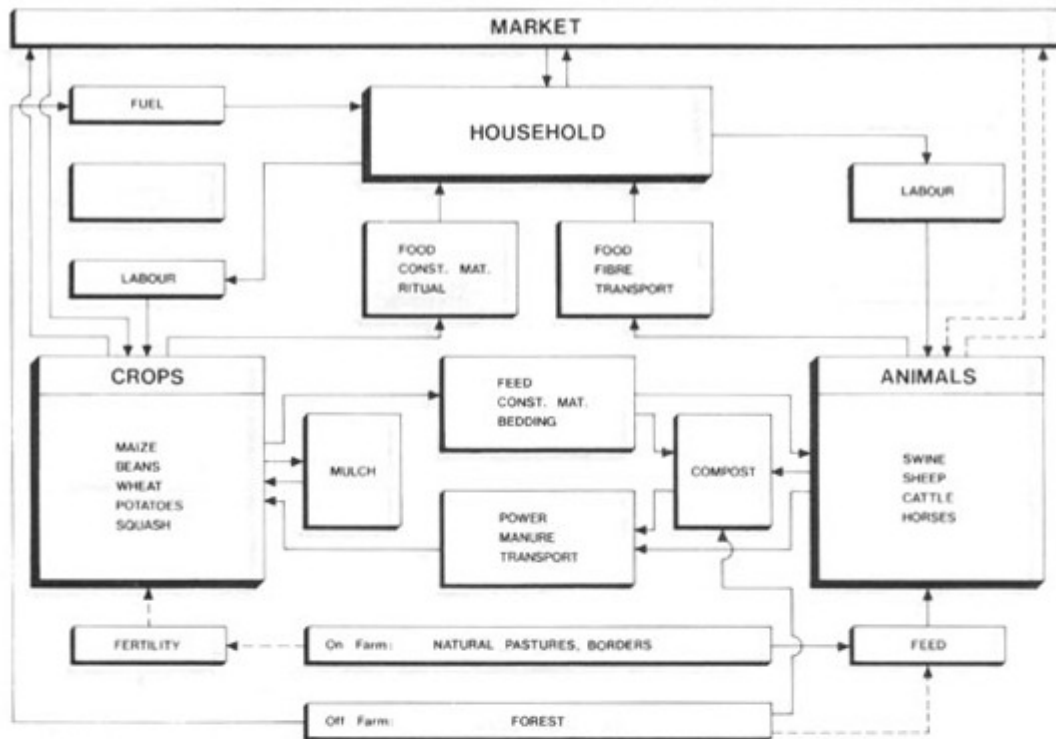 MARKET
FUEL
HOUSEHOLD
LABOUR
LABOUR
FOOD
CONST. MAT.
RITUAL
FOOD
FIBRE
TRANSPORT
CROPS
MAIZE
BEANS
WHEAT
POTATOES
SQUASH
FEED
CONST. MAT.
BEDDING
MULCH
COMPOST
POWER
MANURE
TRANSPORT
ANIMALS
SWINE
SHEEP
CATTLE
HORSES
FERTILITY
On Farm: NATURAL PASTURES, BORDERS
FEED
Off Farm: FOREST